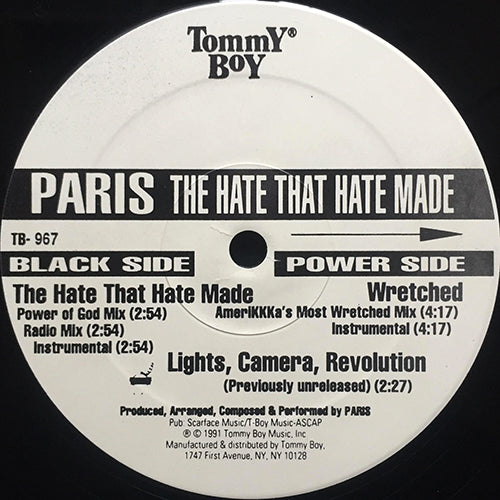 Tommy®
Boy
PARIS THE HATE THAT HATE MADE
TB- 967
BLACK SIDE POWER SIDE
The Hate That Hate Made Wretched
Power of God Mix (2:54) AmeriKKKa's Most Wretched Mix (4:17)
Radio Mix (2:54) Instrumental (4:17)
Instrumental (2:54)
Lights, Camera, Revolution
(Previously unreleased) (2:27)
Produced, Arranged, Composed & Performed by PARIS
Pub. Scarface Music/T-Boy Music-ASCAP
℗ © 1991 Tommy Boy Music, Inc
Manufactured & distributed by Tommy Boy,
1747 First Avenue, NY, NY 10128